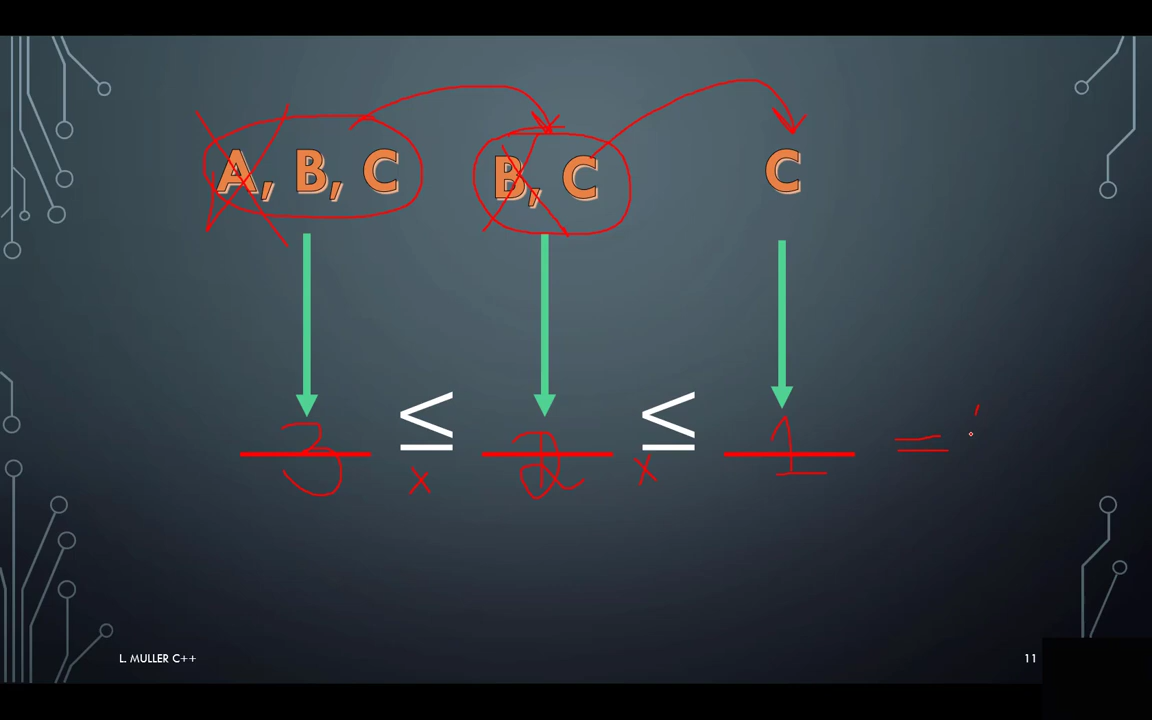 A, B, C B, C C
3 ≤ 2 ≤ 1 =
x x
L. MULLER C++ 11